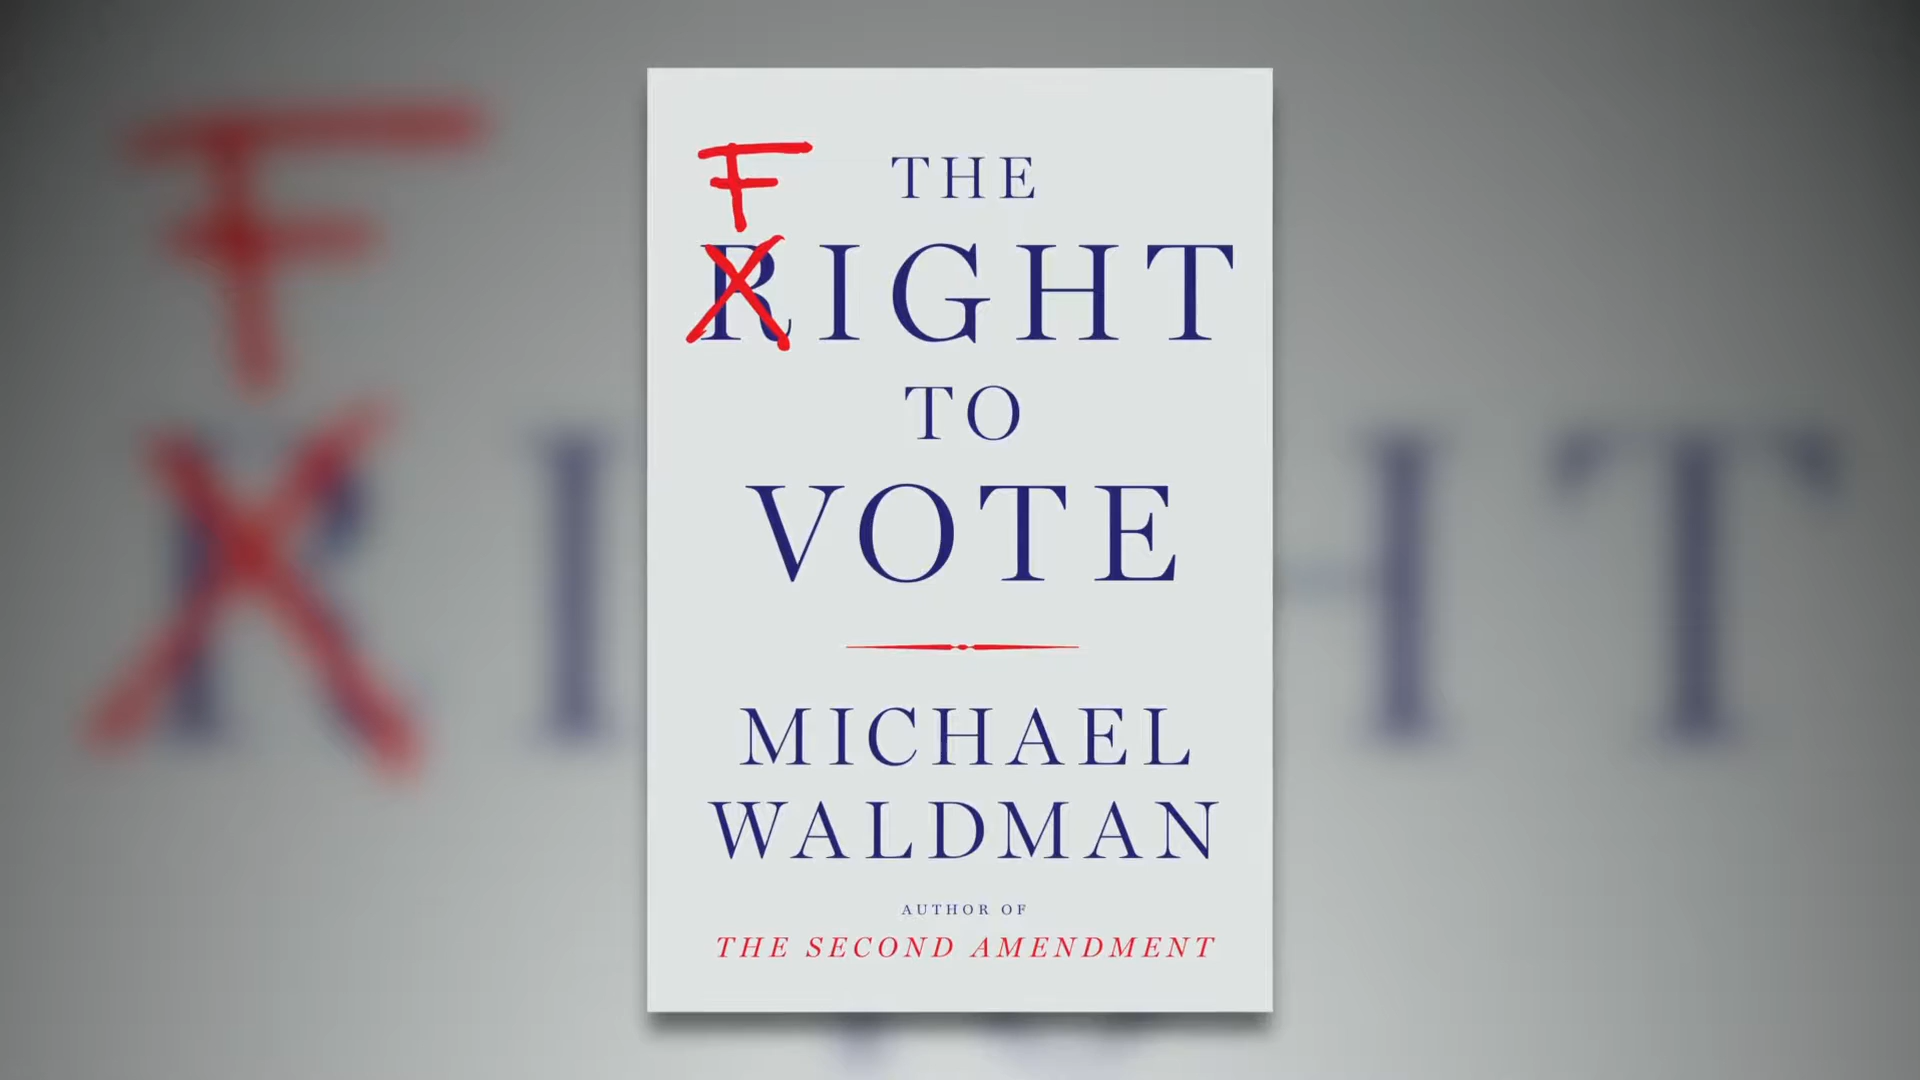 F
THE
RIGHT
TO
VOTE
MICHAEL
WALDMAN
AUTHOR OF
THE SECOND AMENDMENT